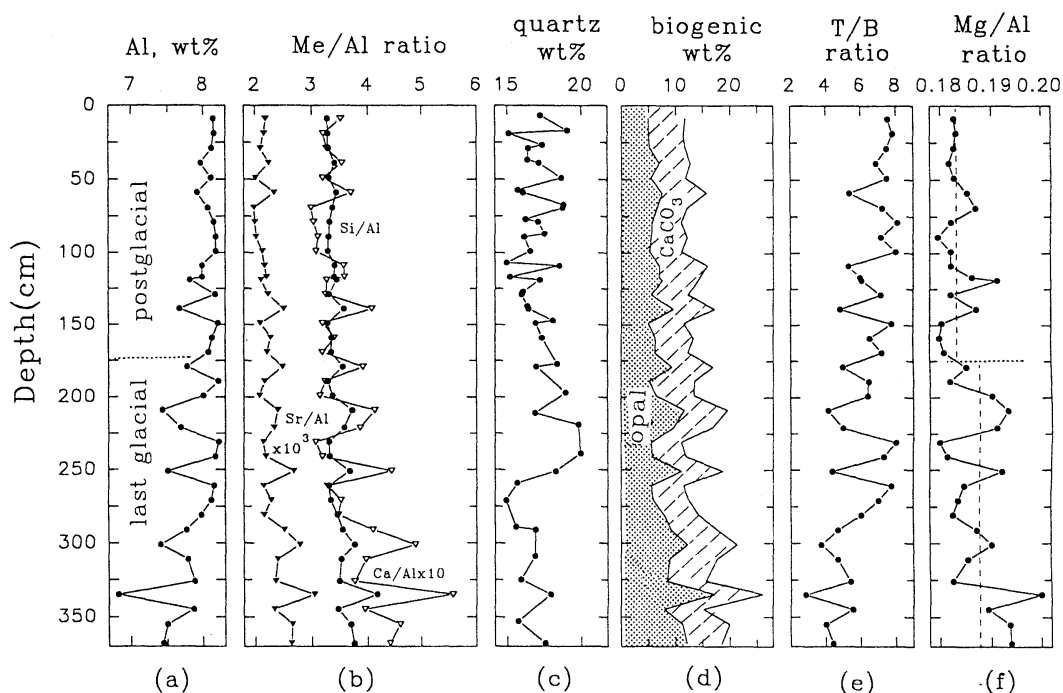 Al, wt%
Me/Al ratio
quartz wt%
biogenic wt%
T/B ratio
Mg/Al ratio
7 8
2 3 4 5 6
15 20
0 10 20
2 4 6 8
0.18 0.19 0.20
Depth(cm)
0
50
100
150
200
250
300
350
postglacial
last glacial
Si/Al
Sr/Al
x10³
Ca/Alx10
opal
CaCO₃
(a) (b) (c) (d) (e) (f)